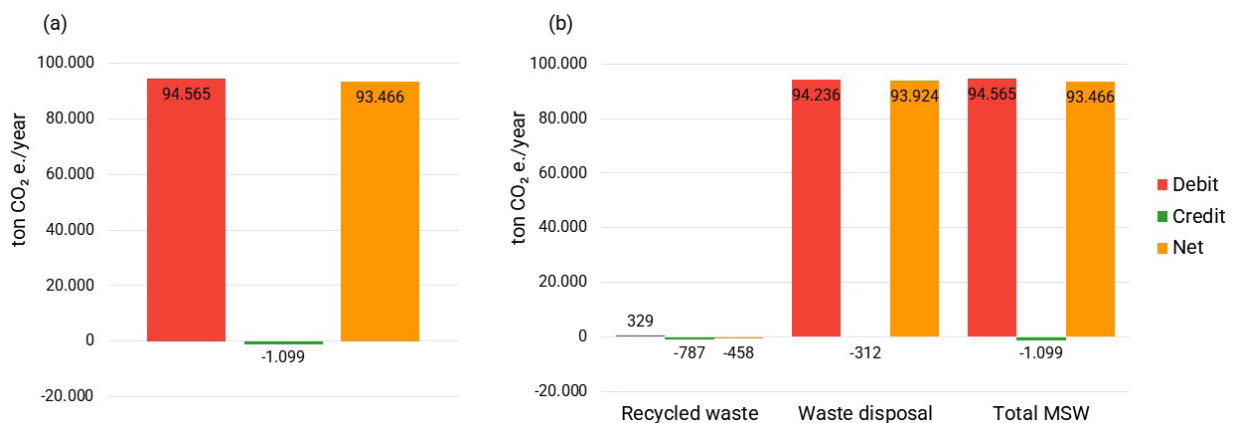 (a)
ton CO₂ e./year
100.000
80.000
60.000
40.000
20.000
0
-20.000
94.565
-1.099
93.466
(b)
ton CO₂ e./year
100.000
80.000
60.000
40.000
20.000
0
-20.000
329
-787
-458
94.236
-312
93.924
94.565
-1.099
93.466
Recycled waste
Waste disposal
Total MSW
Debit
Credit
Net